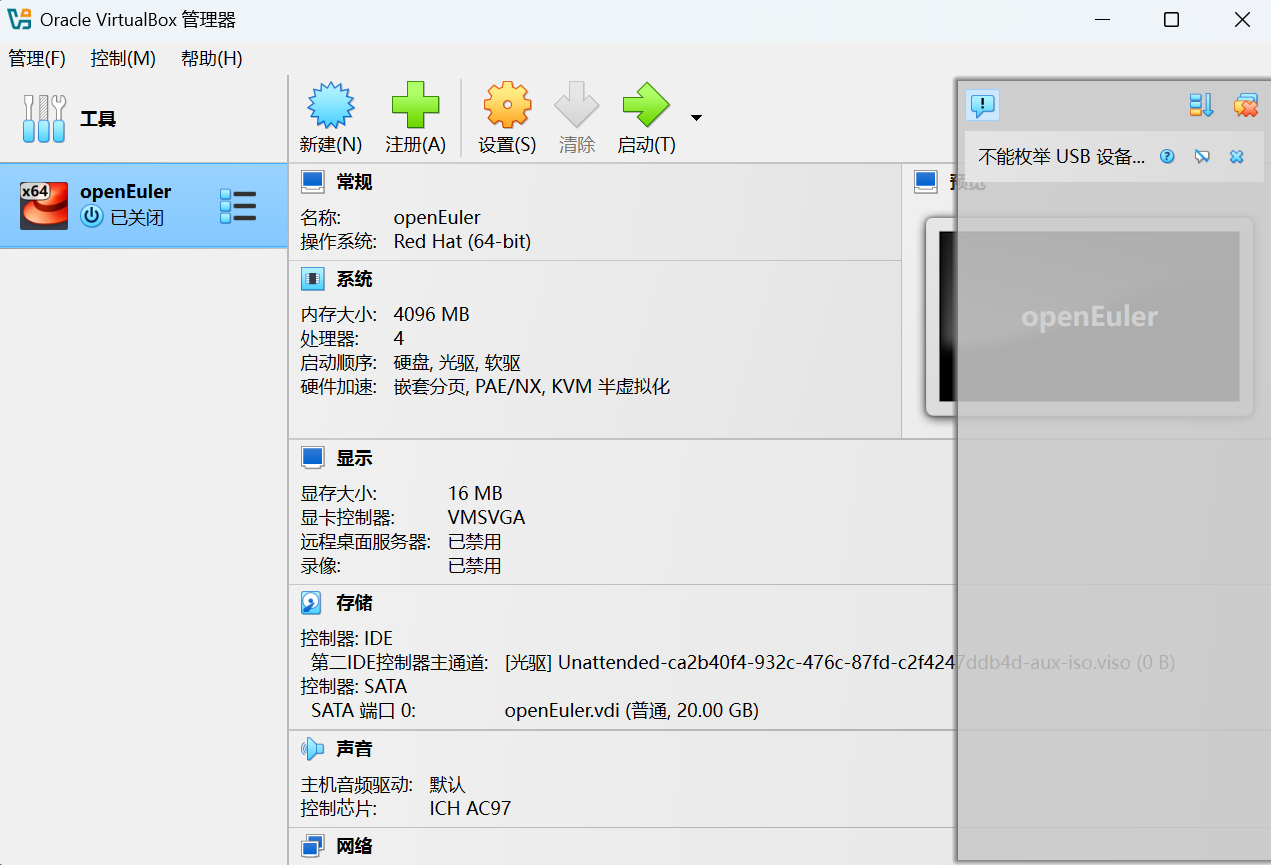 Oracle VirtualBox 管理器
管理(F) 控制(M) 帮助(H)
工具
新建(N) 注册(A) 设置(S) 清除 启动(T)
不能枚举 USB 设备...
x64
openEuler
已关闭
常规
名称: openEuler
操作系统: Red Hat (64-bit)
预览
openEuler
系统
内存大小: 4096 MB
处理器: 4
启动顺序: 硬盘, 光驱, 软驱
硬件加速: 嵌套分页, PAE/NX, KVM 半虚拟化
显示
显存大小: 16 MB
显卡控制器: VMSVGA
远程桌面服务器: 已禁用
录像: 已禁用
存储
控制器: IDE
第二IDE控制器主通道: [光驱] Unattended-ca2b40f4-932c-476c-87fd-c2f4247ddb4d-aux-iso.viso (0 B)
控制器: SATA
SATA 端口 0: openEuler.vdi (普通, 20.00 GB)
声音
主机音频驱动: 默认
控制芯片: ICH AC97
网络